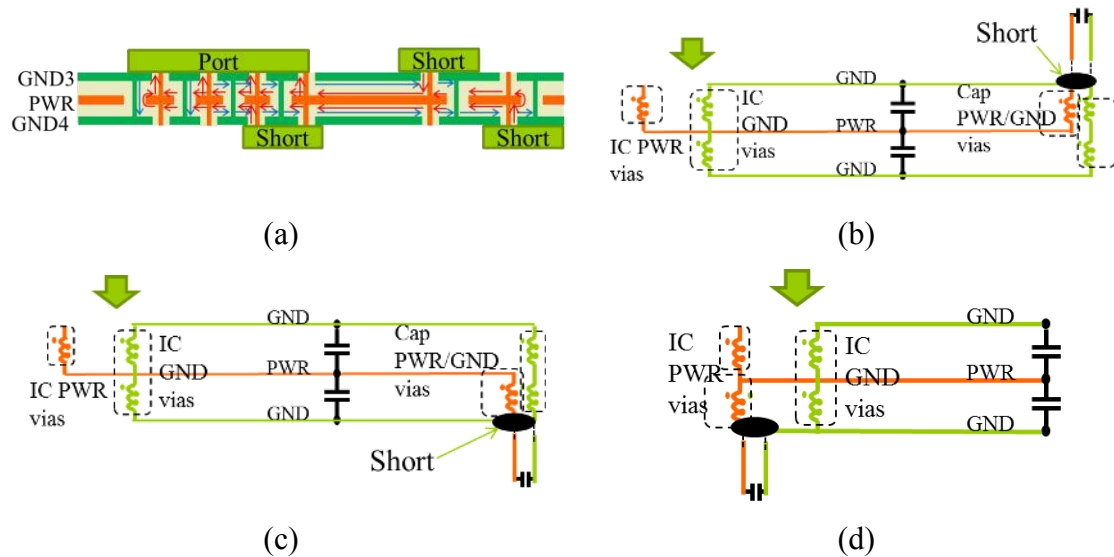 Port
Short
GND3
PWR
GND4
Short
Short
(a)
Short
GND
IC
GND
vias
PWR
Cap
PWR/GND
vias
IC PWR
vias
GND
(b)
GND
IC
GND
vias
PWR
Cap
PWR/GND
vias
IC PWR
vias
GND
Short
(c)
GND
IC
PWR
vias
IC
GND
vias
PWR
GND
(d)